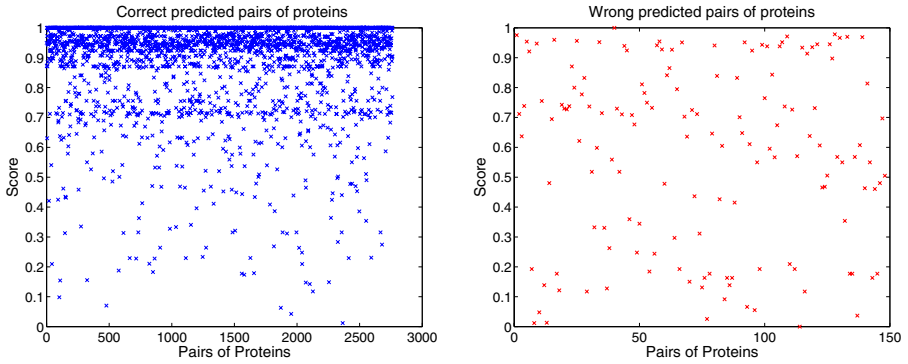 Correct predicted pairs of proteins
Score
1
0.9
0.8
0.7
0.6
0.5
0.4
0.3
0.2
0.1
0
0 500 1000 1500 2000 2500 3000
Pairs of Proteins
Wrong predicted pairs of proteins
Score
1
0.9
0.8
0.7
0.6
0.5
0.4
0.3
0.2
0.1
0
0 50 100 150
Pairs of Proteins